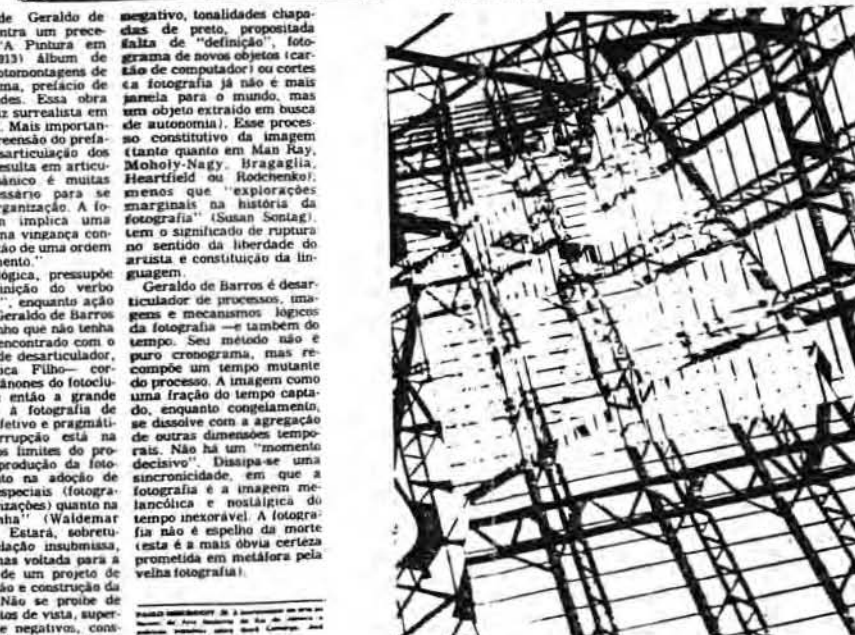 de Geraldo de
ntra um prece-
"A Pintura em
913) álbum de
otomontagens de
ma, prefácio de
des. Essa obra
iz surrealista em
. Mais importan-
reensão do prefa-
sarticulação dos
esulta em articu-
ânico é muitas
ssário para se
rganização. A fo-
m implica uma
na vingança con-
ção de uma ordem
mento."
ógica, pressupõe
inição do verbo
", enquanto ação
Geraldo de Barros
nho que não tenha
encontrado com o
de desarticulador,
ica Filho— cor-
ânones do fotoclu-
então a grande
à fotografia de
fetivo e pragmáti-
rrupção está na
os limites do pro-
produção da foto-
to na adoção de
speciais (fotogra-
nizações) quanto na
nha" (Waldemar
Estará, sobretu-
lação insubmissa,
nas voltada para a
de um projeto de
ão e construção da
Não se proíbe de
tos de vista, super-
e negativos, cons-
negativo, tonalidades chapa-
das de preto, propositada
falta de "definição", foto-
grama de novos objetos (car-
tão de computador) ou cortes
(a fotografia já não é mais
janela para o mundo, mas
um objeto extraído em busca
de autonomia). Esse proces-
so constitutivo da imagem
(tanto quanto em Man Ray,
Moholy-Nagy, Bragaglia,
Heartfield ou Rodchenko),
menos que "explorações
marginais na história da
fotografia" (Susan Sontag),
tem o significado de ruptura
no sentido da liberdade do
artista e constituição da lin-
guagem.
Geraldo de Barros é desar-
ticulador de processos, ima-
gens e mecanismos lógicos
da fotografia —e também do
tempo. Seu método não é
puro cronograma, mas re-
compõe um tempo mutante
do processo. A imagem como
uma fração do tempo capta-
do, enquanto congelamento,
se dissolve com a agregação
de outras dimensões tempo-
rais. Não há um "momento
decisivo". Dissipa-se uma
sincronicidade, em que a
fotografia é a imagem me-
lancólica e nostálgica do
tempo inexorável. A fotogra-
fia não é espelho da morte
(esta é a mais óbvia certeza
prometida em metáfora pela
velha fotografia).